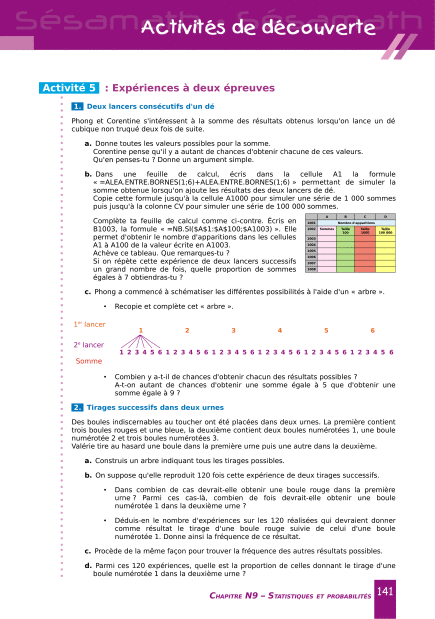 Sésamath - Sésamath
Activités de découverte
Activité 5 : Expériences à deux épreuves
1. Deux lancers consécutifs d'un dé
Phong et Corentine s'intéressent à la somme des résultats obtenus lorsqu'on lance un dé
cubique non truqué deux fois de suite.
a. Donne toutes les valeurs possibles pour la somme.
Corentine pense qu'il y a autant de chances d'obtenir chacune de ces valeurs.
Qu'en penses-tu ? Donne un argument simple.
b. Dans une feuille de calcul, écris dans la cellule A1 la formule
« =ALEA.ENTRE.BORNES(1;6)+ALEA.ENTRE.BORNES(1;6) » permettant de simuler la
somme obtenue lorsqu'on ajoute les résultats des deux lancers de dé.
Copie cette formule jusqu'à la cellule A1000 pour simuler une série de 1 000 sommes
puis jusqu'à la colonne CV pour simuler une série de 100 000 sommes.
Complète ta feuille de calcul comme ci-contre. Écris en
B1003, la formule « =NB.SI($A$1:$A$100;$A1003) ». Elle
permet d'obtenir le nombre d'apparitions dans les cellules
A1 à A100 de la valeur écrite en A1003.
Achève ce tableau. Que remarques-tu ?
Si on répète cette expérience de deux lancers successifs
un grand nombre de fois, quelle proportion de sommes
égales à 7 obtiendras-tu ?
A B C D
1001 Nombre d'apparitions
1002 Sommes Taille 100 Taille 1000 Taille 100 000
1003
1004
1005
1006
1007
1008
c. Phong a commencé à schématiser les différentes possibilités à l'aide d'un « arbre ».
• Recopie et complète cet « arbre ».
1er lancer
1 2 3 4 5 6
2e lancer
1 2 3 4 5 6 1 2 3 4 5 6 1 2 3 4 5 6 1 2 3 4 5 6 1 2 3 4 5 6 1 2 3 4 5 6
Somme
• Combien y a-t-il de chances d'obtenir chacun des résultats possibles ?
A-t-on autant de chances d'obtenir une somme égale à 5 que d'obtenir une
somme égale à 9 ?
2. Tirages successifs dans deux urnes
Des boules indiscernables au toucher ont été placées dans deux urnes. La première contient
trois boules rouges et une bleue, la deuxième contient deux boules numérotées 1, une boule
numérotée 2 et trois boules numérotées 3.
Valérie tire au hasard une boule dans la première urne puis une autre dans la deuxième.
a. Construis un arbre indiquant tous les tirages possibles.
b. On suppose qu'elle reproduit 120 fois cette expérience de deux tirages successifs.
• Dans combien de cas devrait-elle obtenir une boule rouge dans la première
urne ? Parmi ces cas-là, combien de fois devrait-elle obtenir une boule
numérotée 1 dans la deuxième urne ?
• Déduis-en le nombre d'expériences sur les 120 réalisées qui devraient donner
comme résultat le tirage d'une boule rouge suivie de celui d'une boule
numérotée 1. Donne ainsi la fréquence de ce résultat.
c. Procède de la même façon pour trouver la fréquence des autres résultats possibles.
d. Parmi ces 120 expériences, quelle est la proportion de celles donnant le tirage d'une
boule numérotée 1 dans la deuxième urne ?
Chapitre N9 – Statistiques et probabilités 141